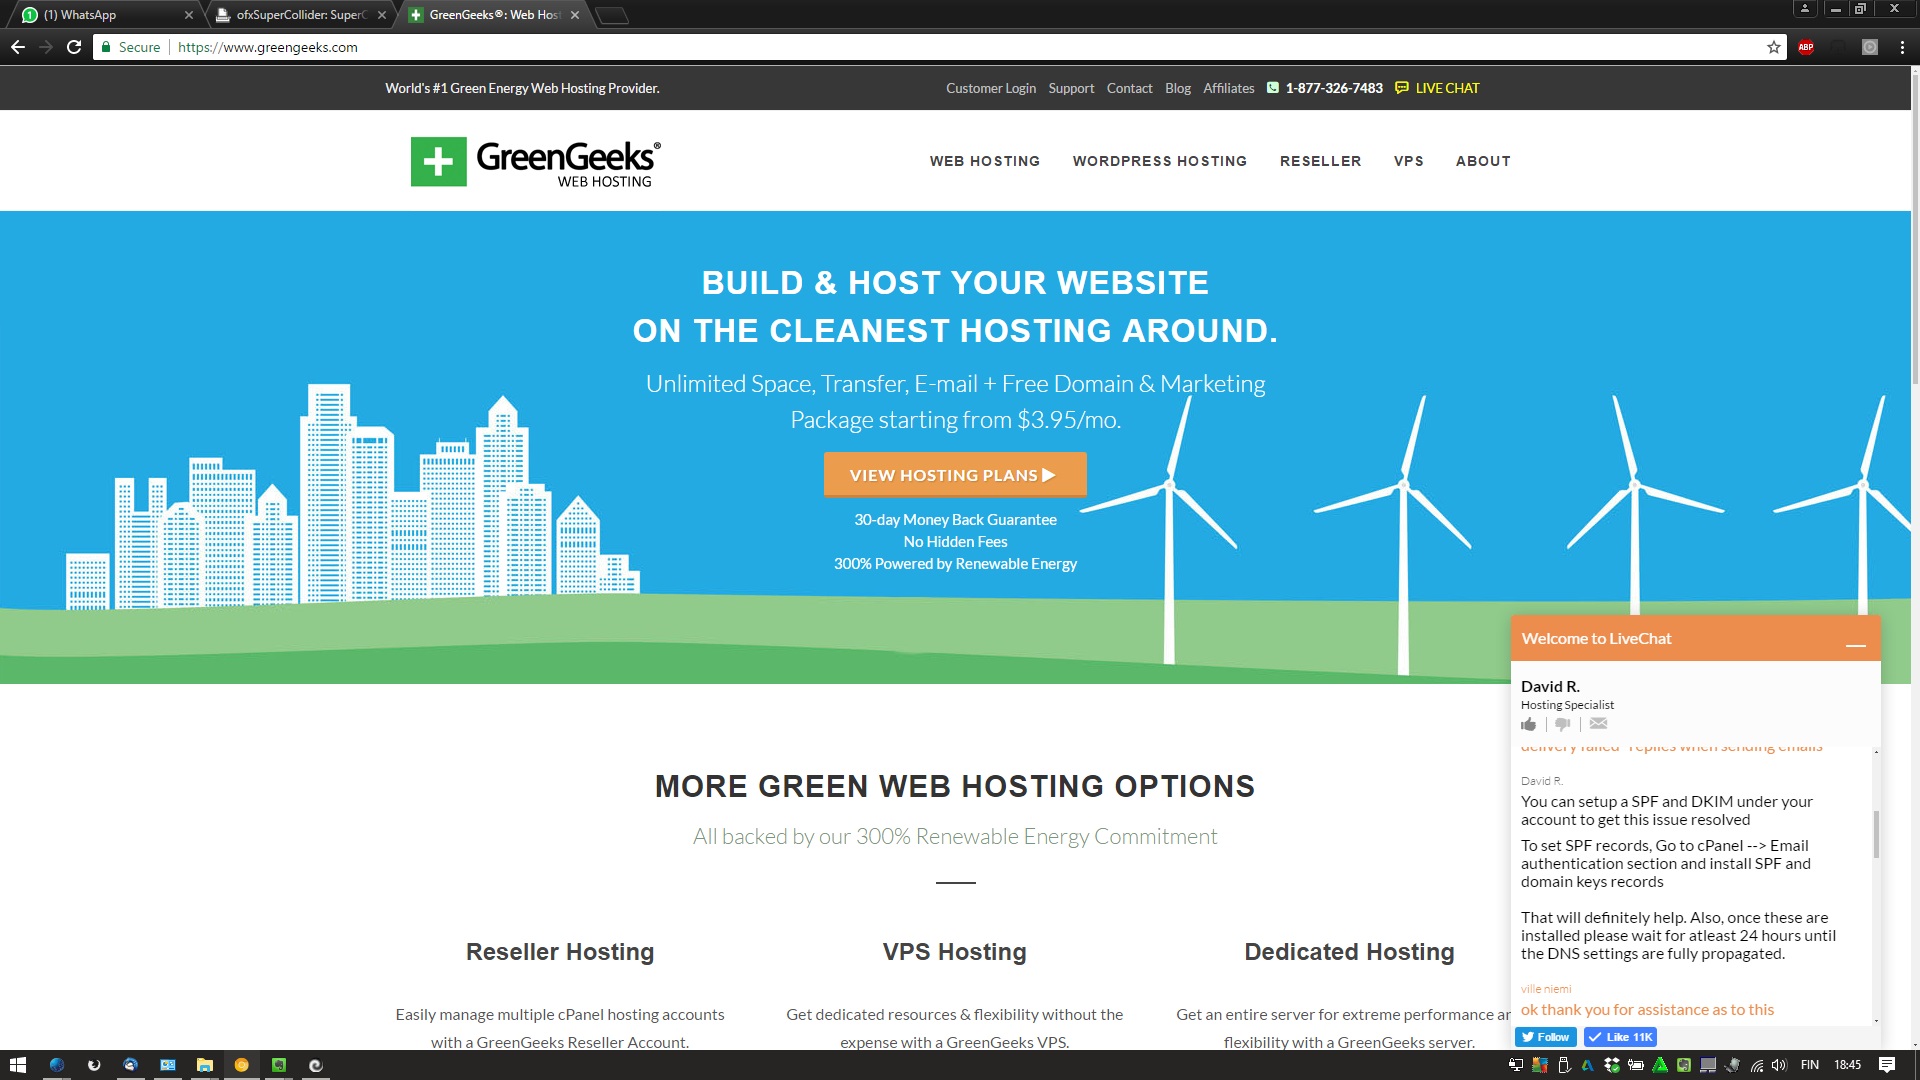 (1) WhatsApp
ofxSuperCollider: SuperC
GreenGeeks®: Web Host
Secure
https://www.greengeeks.com
ABP
World's #1 Green Energy Web Hosting Provider.
Customer Login Support Contact Blog Affiliates 1-877-326-7483 LIVE CHAT
GreenGeeks®
WEB HOSTING
WEB HOSTING WORDPRESS HOSTING RESELLER VPS ABOUT
BUILD & HOST YOUR WEBSITE
ON THE CLEANEST HOSTING AROUND.
Unlimited Space, Transfer, E-mail + Free Domain & Marketing
Package starting from $3.95/mo.
VIEW HOSTING PLANS
30-day Money Back Guarantee
No Hidden Fees
300% Powered by Renewable Energy
MORE GREEN WEB HOSTING OPTIONS
All backed by our 300% Renewable Energy Commitment
Reseller Hosting
Easily manage multiple cPanel hosting accounts
with a GreenGeeks Reseller Account.
VPS Hosting
Get dedicated resources & flexibility without the
expense with a GreenGeeks VPS.
Dedicated Hosting
Get an entire server for extreme performance an
flexibility with a GreenGeeks server.
Welcome to LiveChat
David R.
Hosting Specialist
delivery failed" replies when sending emails
David R.
You can setup a SPF and DKIM under your
account to get this issue resolved
To set SPF records, Go to cPanel --> Email
authentication section and install SPF and
domain keys records
That will definitely help. Also, once these are
installed please wait for atleast 24 hours until
the DNS settings are fully propagated.
ville niemi
ok thank you for assistance as to this
Follow
Like 11K
FIN 18:45